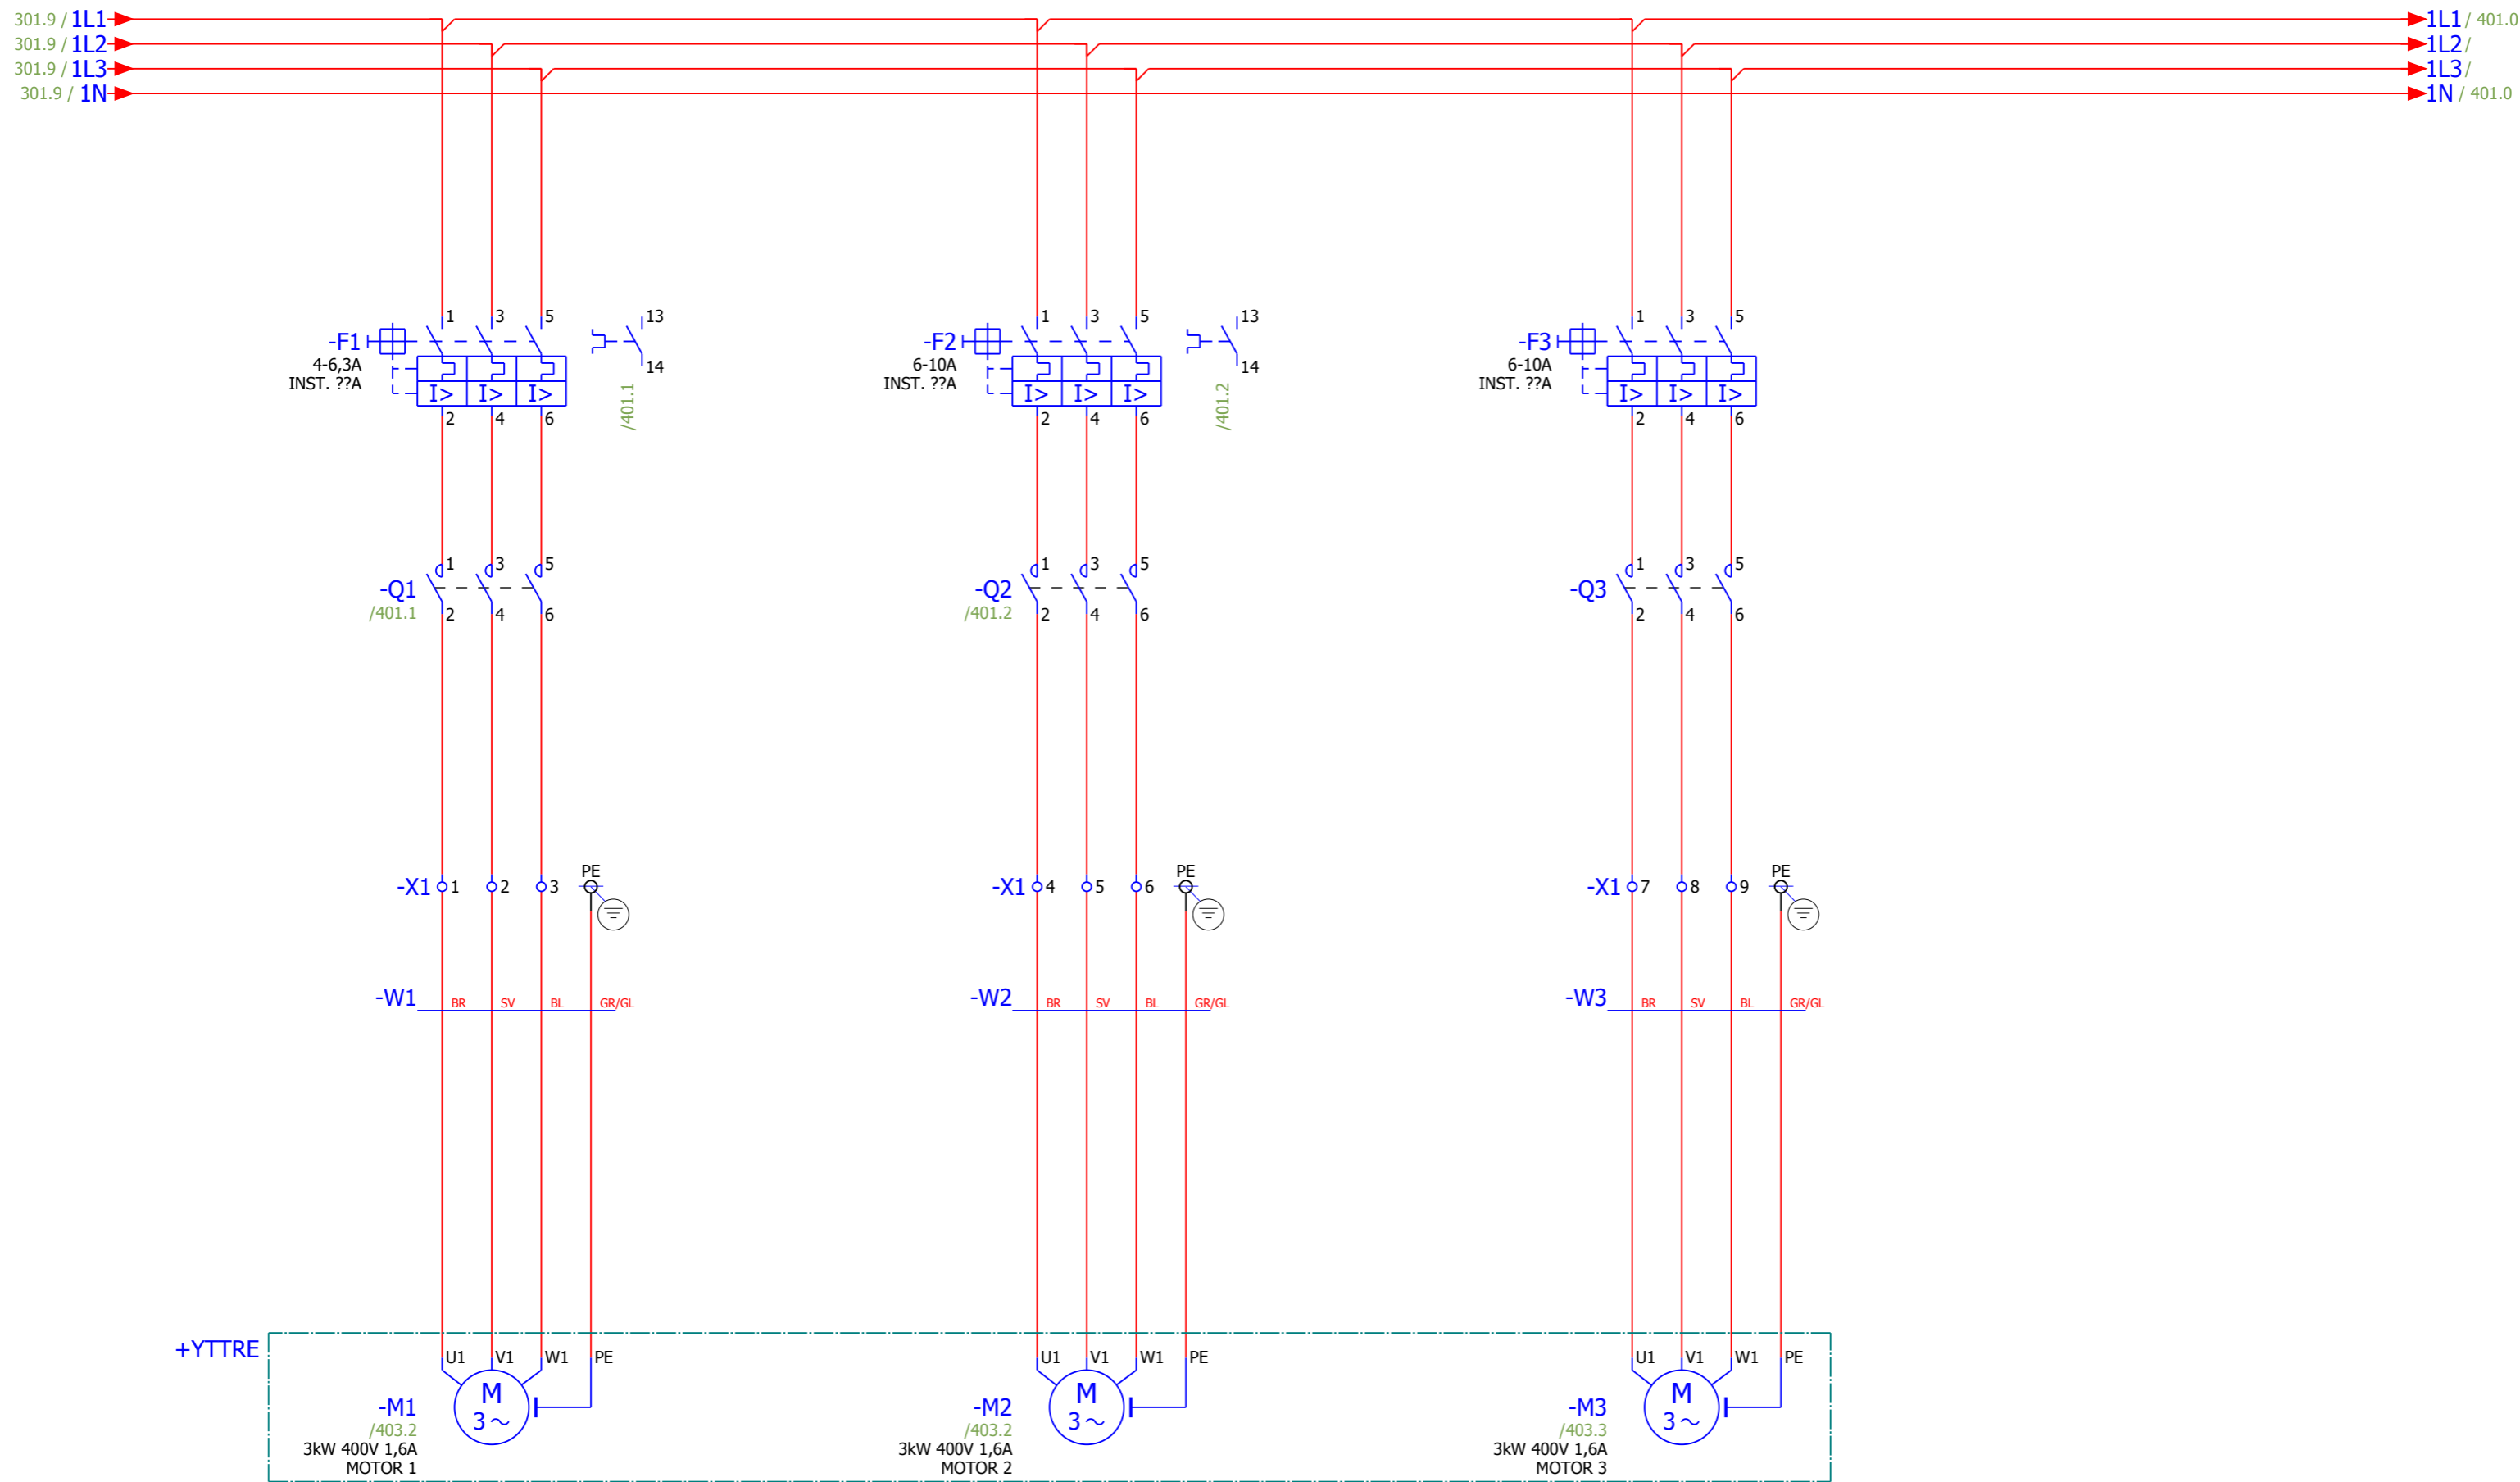 301.9 / 1L1 1L1 / 401.0
301.9 / 1L2 1L2 /
301.9 / 1L3 1L3 /
301.9 / 1N 1N / 401.0
1 3 5 13 1 3 5 13 1 3 5
-F1 -F2 -F3
4-6,3A 14 6-10A 14 6-10A
INST. ??A INST. ??A INST. ??A
I> I> I> I> I> I> I> I> I>
/401.1 /401.2
2 4 6 2 4 6 2 4 6
1 3 5 1 3 5 1 3 5
-Q1 -Q2 -Q3
/401.1 2 4 6 /401.2 2 4 6 2 4 6
PE PE PE
-X1 1 2 3 -X1 4 5 6 -X1 7 8 9
-W1 BR SV BL GR/GL -W2 BR SV BL GR/GL -W3 BR SV BL GR/GL
+YTTRE
U1 V1 W1 PE U1 V1 W1 PE U1 V1 W1 PE
-M1 M -M2 M -M3 M
3~ 3~ 3~
/403.2 /403.2 /403.3
3kW 400V 1,6A 3kW 400V 1,6A 3kW 400V 1,6A
MOTOR 1 MOTOR 2 MOTOR 3